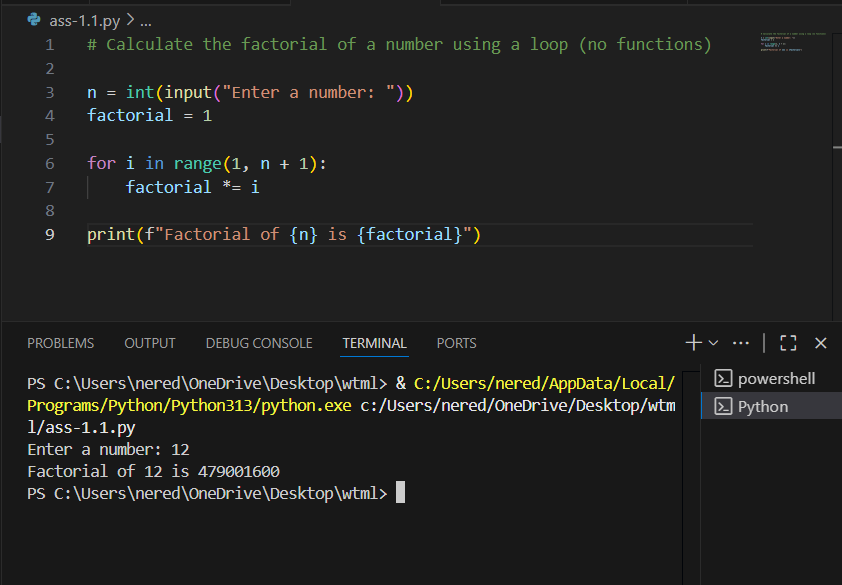 ass-1.1.py > ...
1 # Calculate the factorial of a number using a loop (no functions)
2
3 n = int(input("Enter a number: "))
4 factorial = 1
5
6 for i in range(1, n + 1):
7     factorial *= i
8
9 print(f"Factorial of {n} is {factorial}")
PROBLEMS OUTPUT DEBUG CONSOLE TERMINAL PORTS
PS C:\Users\nered\OneDrive\Desktop\wtml> & C:/Users/nered/AppData/Local/
Programs/Python/Python313/python.exe c:/Users/nered/OneDrive/Desktop/wtm
l/ass-1.1.py
Enter a number: 12
Factorial of 12 is 479001600
PS C:\Users\nered\OneDrive\Desktop\wtml>
powershell
Python